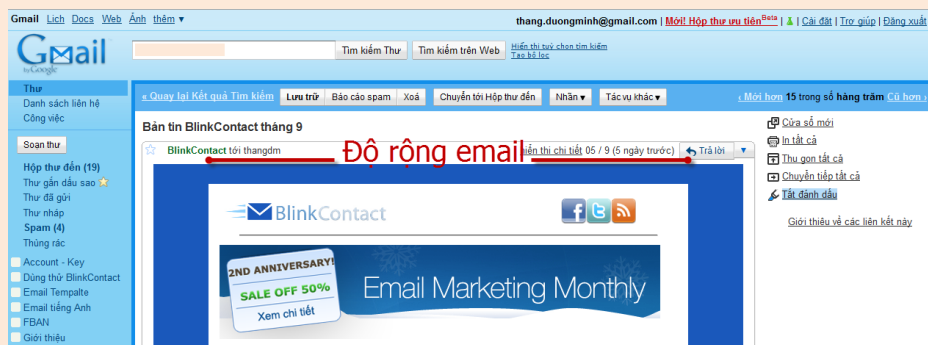 Gmail Lịch Docs Web Ảnh thêm ▼
thang.duongminh@gmail.com | Mới! Hộp thư ưu tiên Beta | Cài đặt | Trợ giúp | Đăng xuất
Gmail
by Google
Tìm kiếm Thư Tìm kiếm trên Web
Hiển thị tuỳ chọn tìm kiếm
Tạo bộ lọc
Thư
Danh sách liên hệ
Công việc
Soạn thư
Hộp thư đến (19)
Thư gắn dấu sao
Thư đã gửi
Thư nháp
Spam (4)
Thùng rác
Account - Key
Dùng thử BlinkContact
Email Tempalte
Email tiếng Anh
FBAN
Giới thiệu
« Quay lại Kết quả Tìm kiếm Lưu trữ Báo cáo spam Xoá Chuyển tới Hộp thư đến Nhãn ▼ Tác vụ khác ▼ ‹ Mới hơn 15 trong số hàng trăm Cũ hơn ›
Bản tin BlinkContact tháng 9
BlinkContact tới thangdm
Độ rộng email
thị chi tiết 05 / 9 (5 ngày trước) Trả lời ▼
BlinkContact
2ND ANNIVERSARY!
SALE OFF 50%
Xem chi tiết
Email Marketing Monthly
Cửa sổ mới
In tất cả
Thu gọn tất cả
Chuyển tiếp tất cả
Tắt đánh dấu
Giới thiệu về các liên kết này